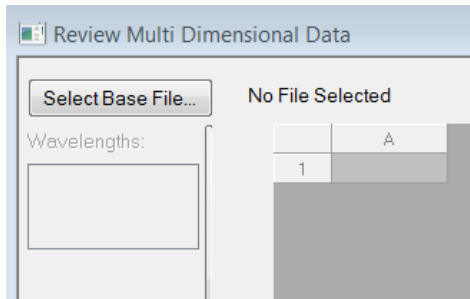 Review Multi Dimensional Data
Select Base File... No File Selected
Wavelengths:
A
1